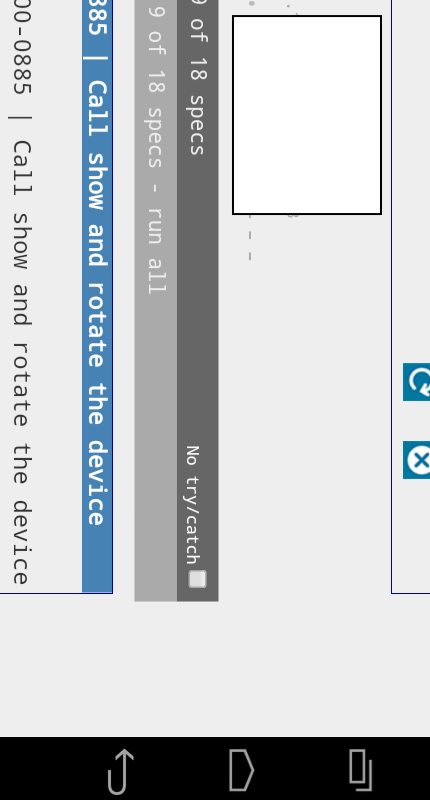 9 of 18 specs
No try/catch
9 of 18 specs - run all
885 | Call show and rotate the device
00-0885 | Call show and rotate the device